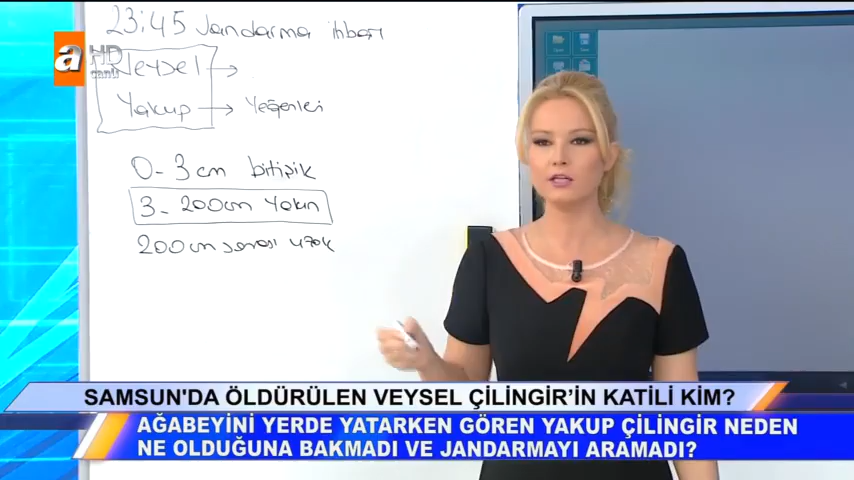 23:45 Jandarma ihbarı
a HD
canlı
Veysel →
Yakup → Yeğenleri
0-3cm bitişik
3-200cm Yakın
200cm sonrası uzak
SAMSUN'DA ÖLDÜRÜLEN VEYSEL ÇİLİNGİR'İN KATİLİ KİM?
AĞABEYİNİ YERDE YATARKEN GÖREN YAKUP ÇİLİNGİR NEDEN
NE OLDUĞUNA BAKMADI VE JANDARMAYI ARAMADI?